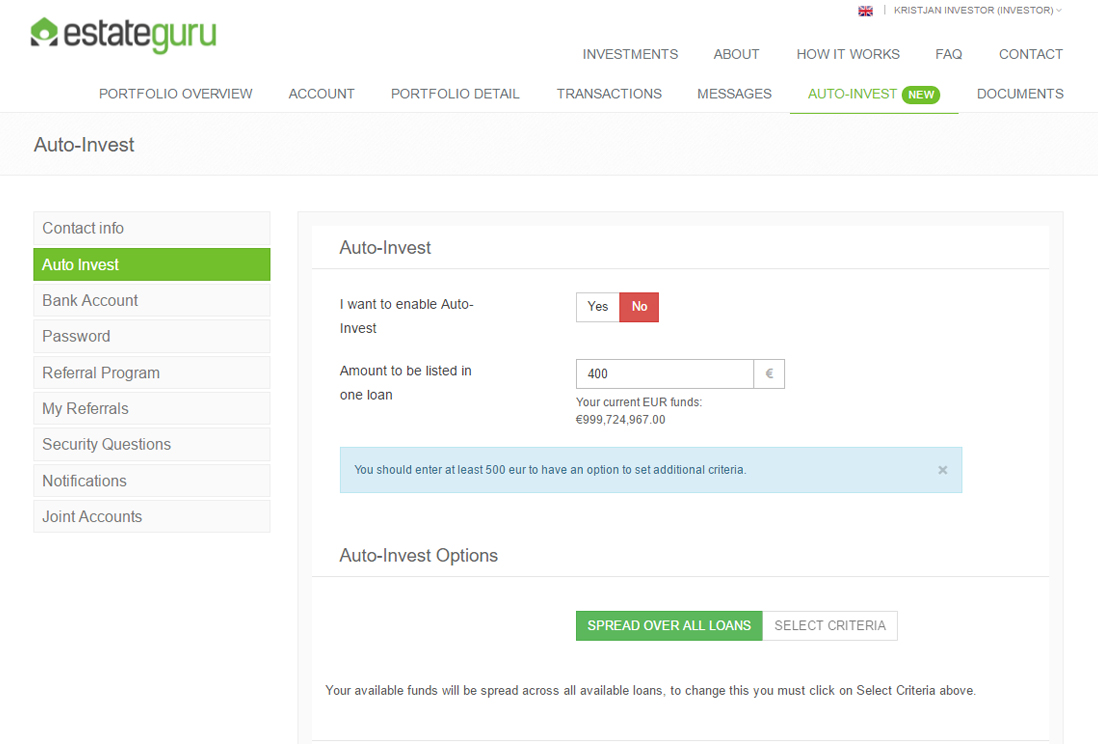 KRISTJAN INVESTOR (INVESTOR)
estateguru
INVESTMENTS ABOUT HOW IT WORKS FAQ CONTACT
PORTFOLIO OVERVIEW ACCOUNT PORTFOLIO DETAIL TRANSACTIONS MESSAGES AUTO-INVEST NEW DOCUMENTS
Auto-Invest
Contact info
Auto Invest
Bank Account
Password
Referral Program
My Referrals
Security Questions
Notifications
Joint Accounts
Auto-Invest
I want to enable Auto-
Invest
Yes No
Amount to be listed in
one loan
400 €
Your current EUR funds:
€999,724,967.00
You should enter at least 500 eur to have an option to set additional criteria. ×
Auto-Invest Options
SPREAD OVER ALL LOANS SELECT CRITERIA
Your available funds will be spread across all available loans, to change this you must click on Select Criteria above.